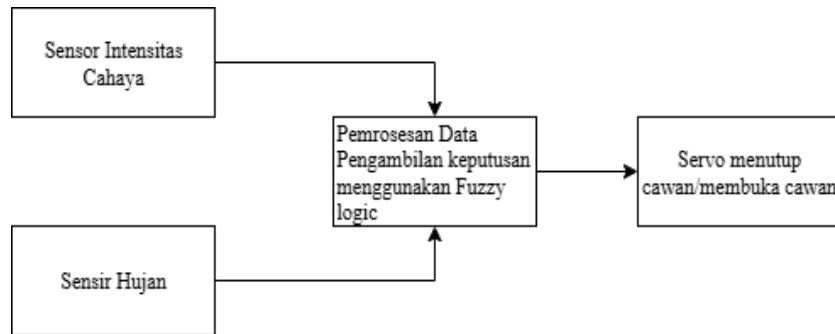 Sensor Intensitas
Cahaya
Pemrosesan Data
Pengambilan keputusan
menggunakan Fuzzy
logic
Servo menutup
cawan/membuka cawan
Sensir Hujan